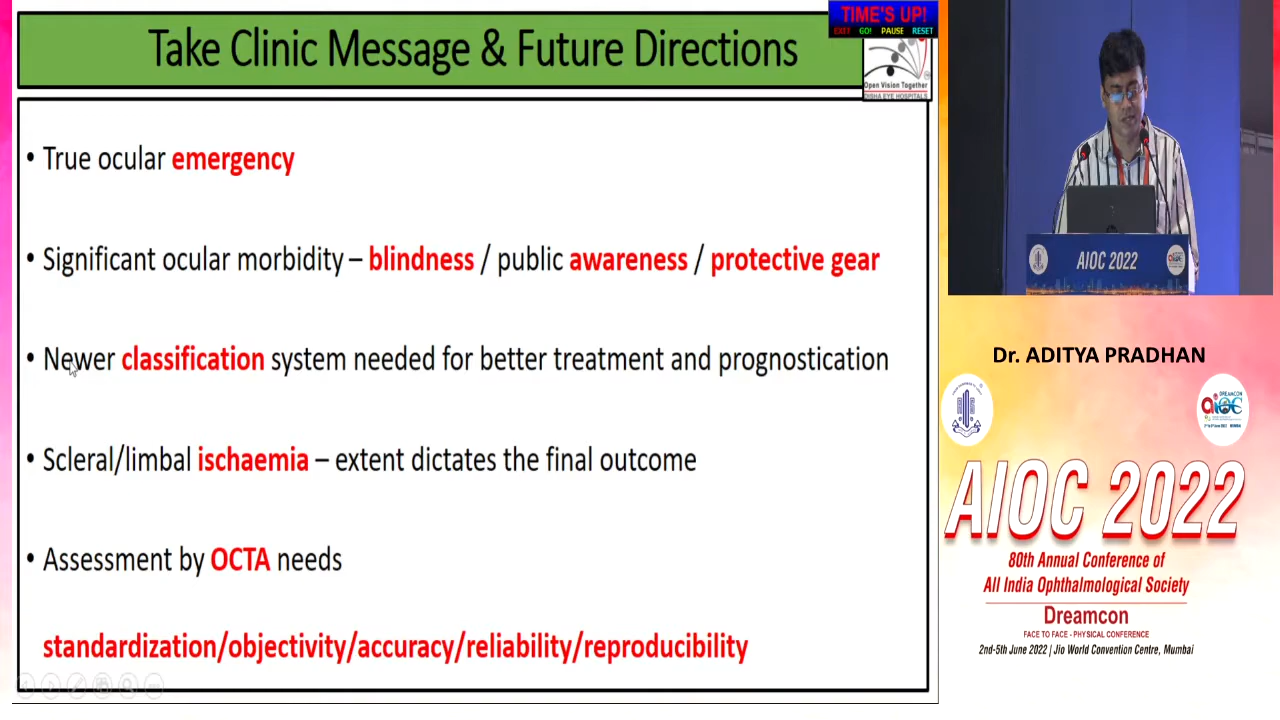 TIME'S UP!
EXIT GO! PAUSE RESET
Take Clinic Message & Future Directions
Open Vision Together
DISHA EYE HOSPITALS
• True ocular emergency
• Significant ocular morbidity – blindness / public awareness / protective gear
• Newer classification system needed for better treatment and prognostication
• Scleral/limbal ischaemia – extent dictates the final outcome
• Assessment by OCTA needs
standardization/objectivity/accuracy/reliability/reproducibility
AIOC 2022
Dr. ADITYA PRADHAN
DREAMCON
aioc
AIOC 2022
80th Annual Conference of
All India Ophthalmological Society
Dreamcon
FACE TO FACE - PHYSICAL CONFERENCE
2nd-5th June 2022 | Jio World Convention Centre, Mumbai